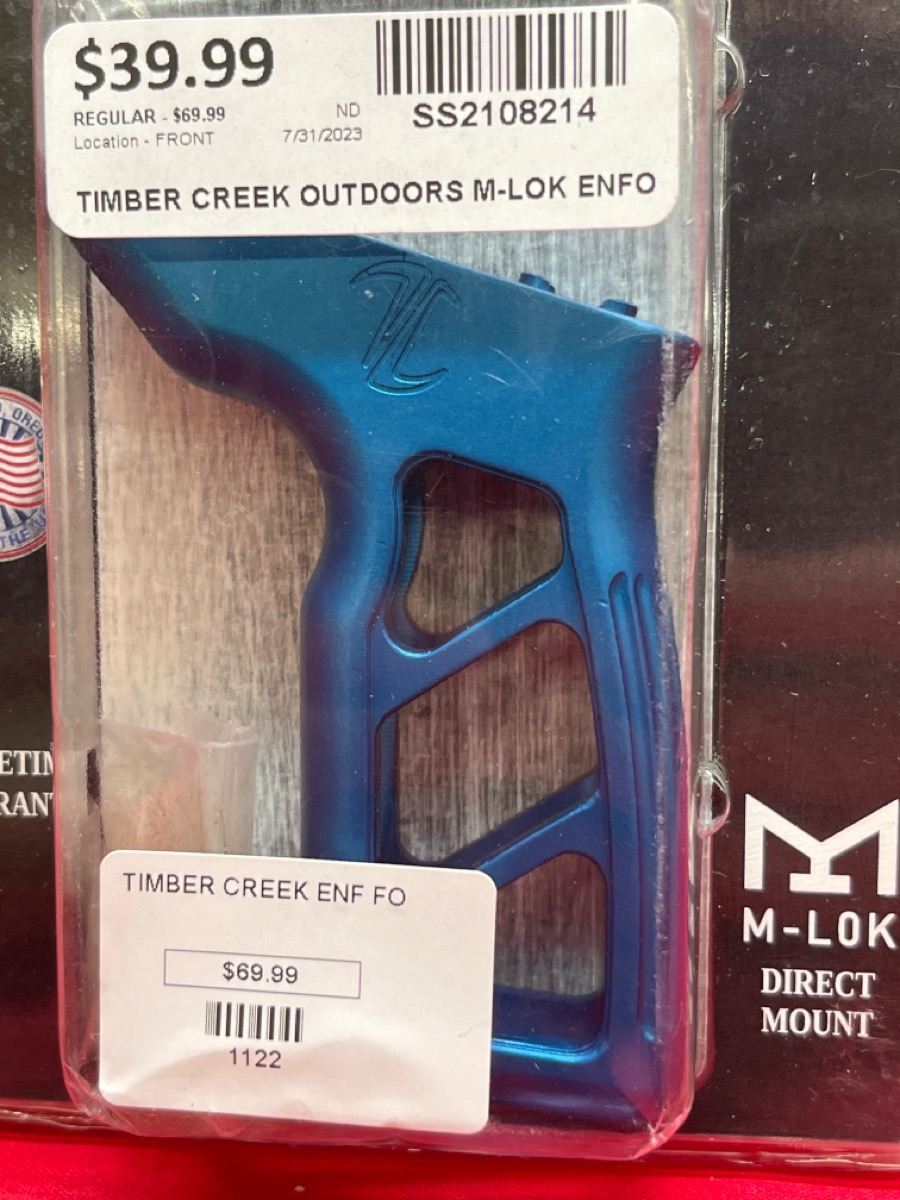 $39.99
REGULAR - $69.99
ND
Location - FRONT
7/31/2023
SS2108214
TIMBER CREEK OUTDOORS M-LOK ENFO
TIMBER CREEK ENF FO
$69.99
1122
M-LOK
DIRECT
MOUNT